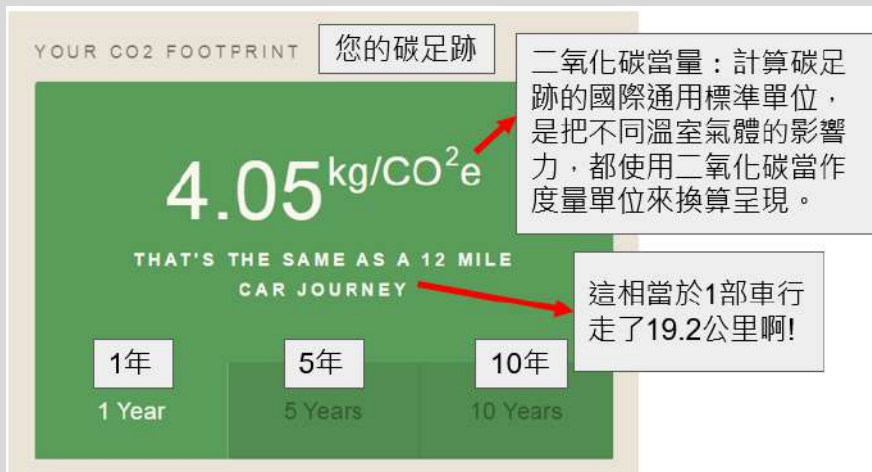 YOUR CO2 FOOTPRINT
您的碳足跡
二氧化碳當量：計算碳足
跡的國際通用標準單位，
是把不同溫室氣體的影響
力，都使用二氧化碳當作
度量單位來換算呈現。
4.05 kg/CO²e
THAT'S THE SAME AS A 12 MILE
CAR JOURNEY
這相當於1部車行
走了19.2公里啊!
1年
5年
10年
1 Year
5 Years
10 Years